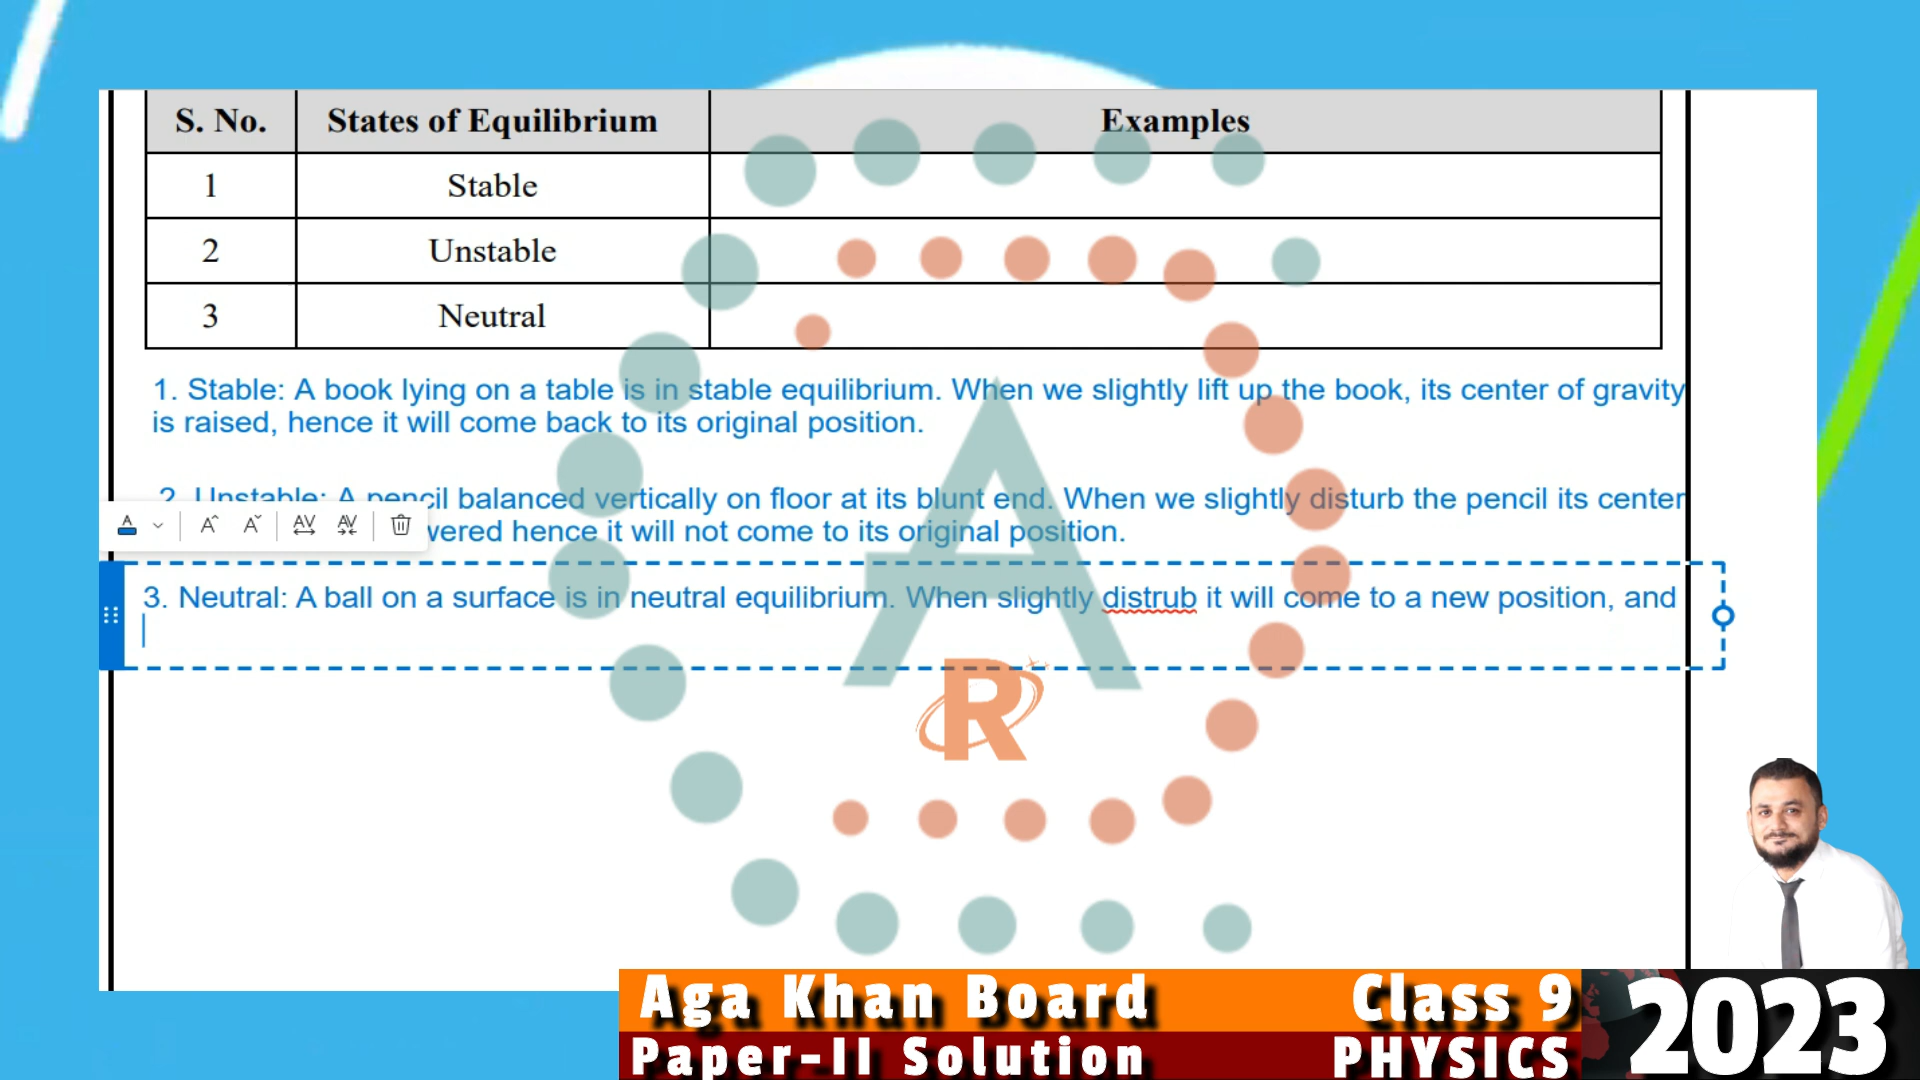 S. No. States of Equilibrium Examples
1 Stable
2 Unstable
3 Neutral
1. Stable: A book lying on a table is in stable equilibrium. When we slightly lift up the book, its center of gravity
is raised, hence it will come back to its original position.
2. Unstable: A pencil balanced vertically on floor at its blunt end. When we slightly disturb the pencil its center
wered hence it will not come to its original position.
3. Neutral: A ball on a surface is in neutral equilibrium. When slightly distrub it will come to a new position, and
A A A AV AV
A
R
Aga Khan Board Class 9
Paper-II Solution PHYSICS
2023